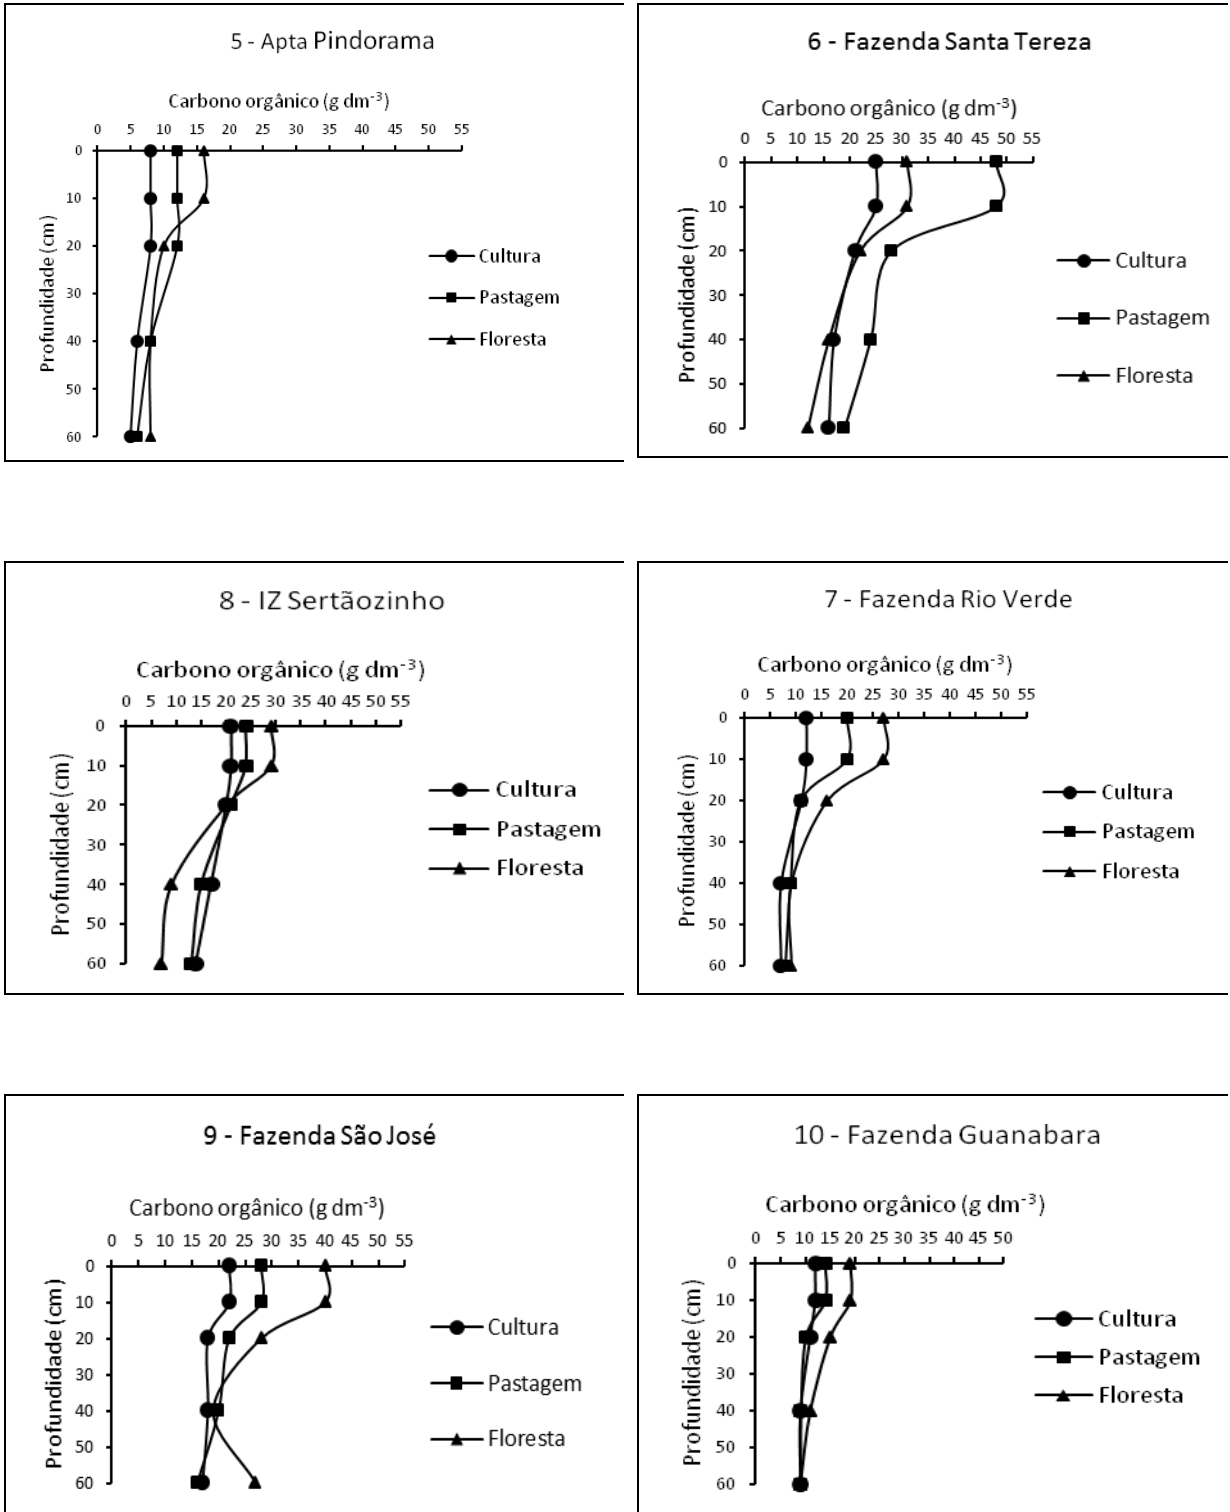 5 - Apta Pindorama
Carbono orgânico (g dm-3)
0 5 10 15 20 25 30 35 40 45 50 55
Profundidade (cm)
0
10
20
30
40
50
60
Cultura
Pastagem
Floresta
6 - Fazenda Santa Tereza
Carbono orgânico (g dm-3)
0 5 10 15 20 25 30 35 40 45 50 55
Profundidade (cm)
0
10
20
30
40
50
60
Cultura
Pastagem
Floresta
8 - IZ Sertãozinho
Carbono orgânico (g dm-3)
0 5 10 15 20 25 30 35 40 45 50 55
Profundidade (cm)
0
10
20
30
40
50
60
Cultura
Pastagem
Floresta
7 - Fazenda Rio Verde
Carbono orgânico (g dm-3)
0 5 10 15 20 25 30 35 40 45 50 55
Profundidade (cm)
0
10
20
30
40
50
60
Cultura
Pastagem
Floresta
9 - Fazenda São José
Carbono orgânico (g dm-3)
0 5 10 15 20 25 30 35 40 45 50 55
Profundidade (cm)
0
10
20
30
40
50
60
Cultura
Pastagem
Floresta
10 - Fazenda Guanabara
Carbono orgânico (g dm-3)
0 5 10 15 20 25 30 35 40 45 50
Profundidade (cm)
0
10
20
30
40
50
60
Cultura
Pastagem
Floresta